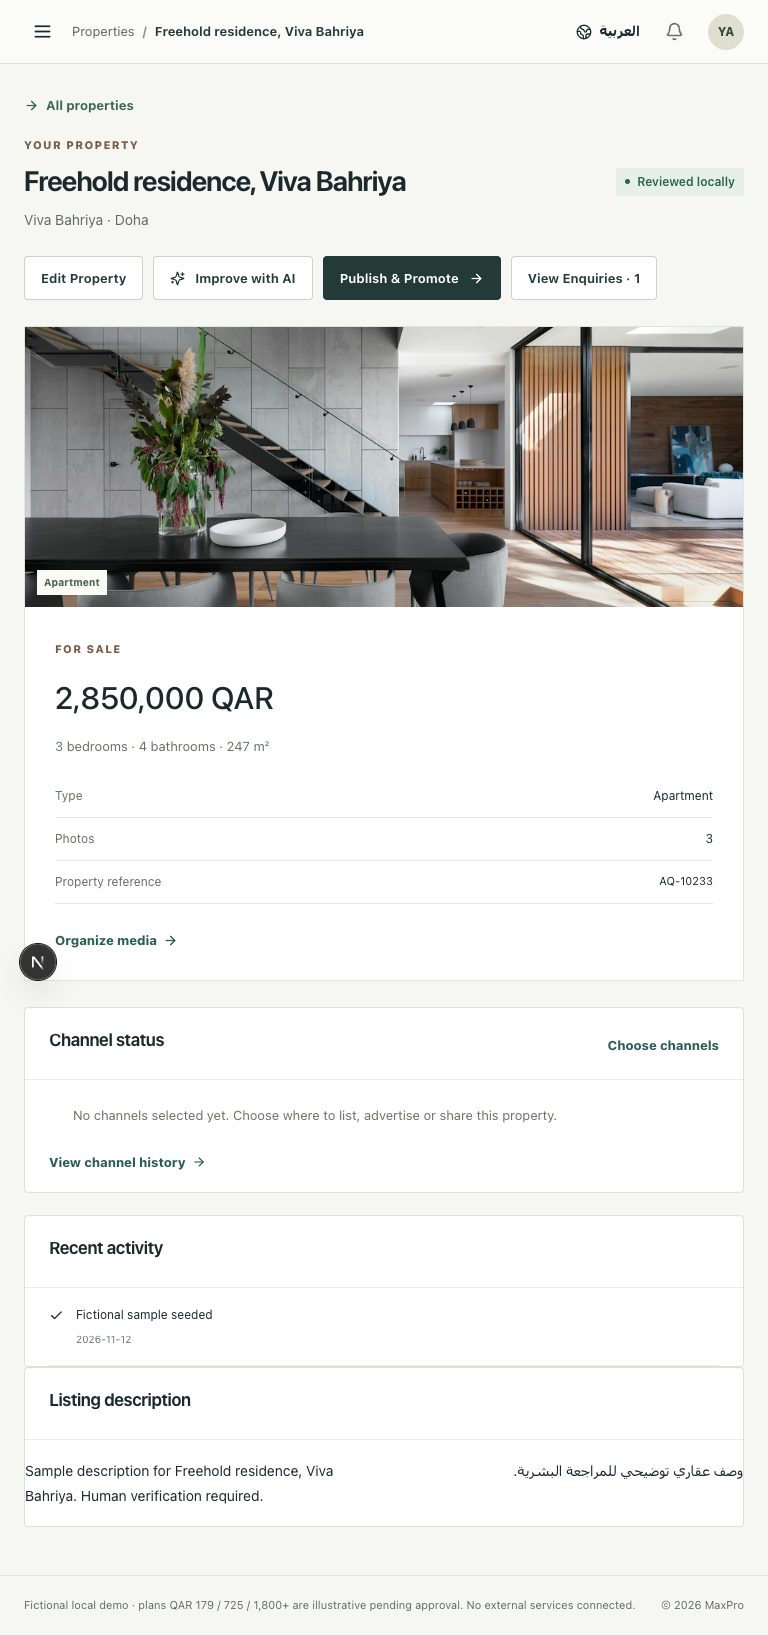 Properties / Freehold residence, Viva Bahriya
العربية
YA
All properties
YOUR PROPERTY
Freehold residence, Viva Bahriya
Reviewed locally
Viva Bahriya · Doha
Edit Property
Improve with AI
Publish & Promote
View Enquiries · 1
Apartment
FOR SALE
2,850,000 QAR
3 bedrooms · 4 bathrooms · 247 m²
Type Apartment
Photos 3
Property reference AQ-10233
Organize media
N
Channel status
Choose channels
No channels selected yet. Choose where to list, advertise or share this property.
View channel history
Recent activity
Fictional sample seeded
2026-11-12
Listing description
Sample description for Freehold residence, Viva
Bahriya. Human verification required.
وصف عقاري توضيحي للمراجعة البشرية.
Fictional local demo · plans QAR 179 / 725 / 1,800+ are illustrative pending approval. No external services connected.
© 2026 MaxPro